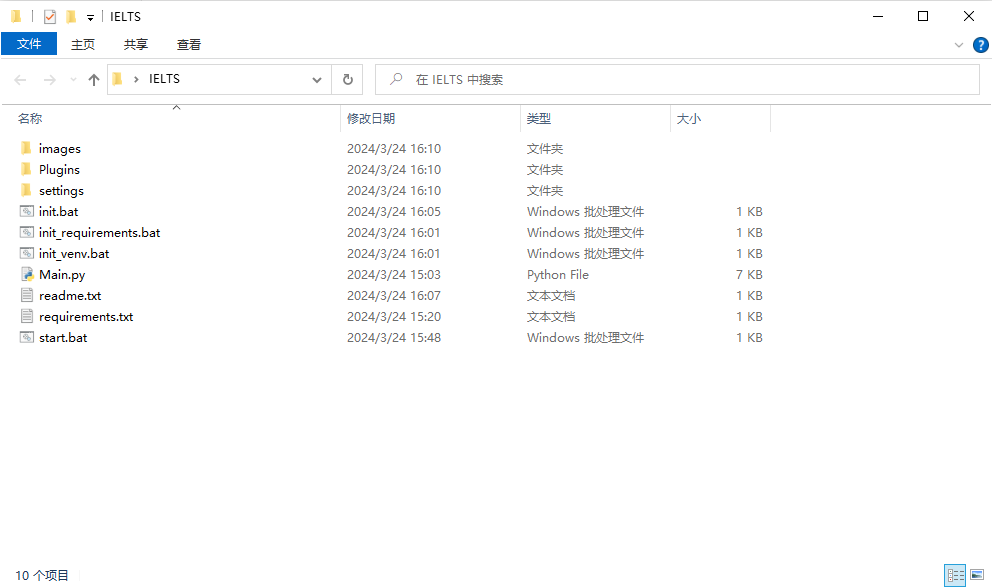 IELTS
文件 主页 共享 查看
IELTS 在 IELTS 中搜索
名称 修改日期 类型 大小
images 2024/3/24 16:10 文件夹
Plugins 2024/3/24 16:10 文件夹
settings 2024/3/24 16:10 文件夹
init.bat 2024/3/24 16:05 Windows 批处理文件 1 KB
init_requirements.bat 2024/3/24 16:01 Windows 批处理文件 1 KB
init_venv.bat 2024/3/24 16:01 Windows 批处理文件 1 KB
Main.py 2024/3/24 15:03 Python File 7 KB
readme.txt 2024/3/24 16:07 文本文档 1 KB
requirements.txt 2024/3/24 15:20 文本文档 1 KB
start.bat 2024/3/24 15:48 Windows 批处理文件 1 KB
10 个项目